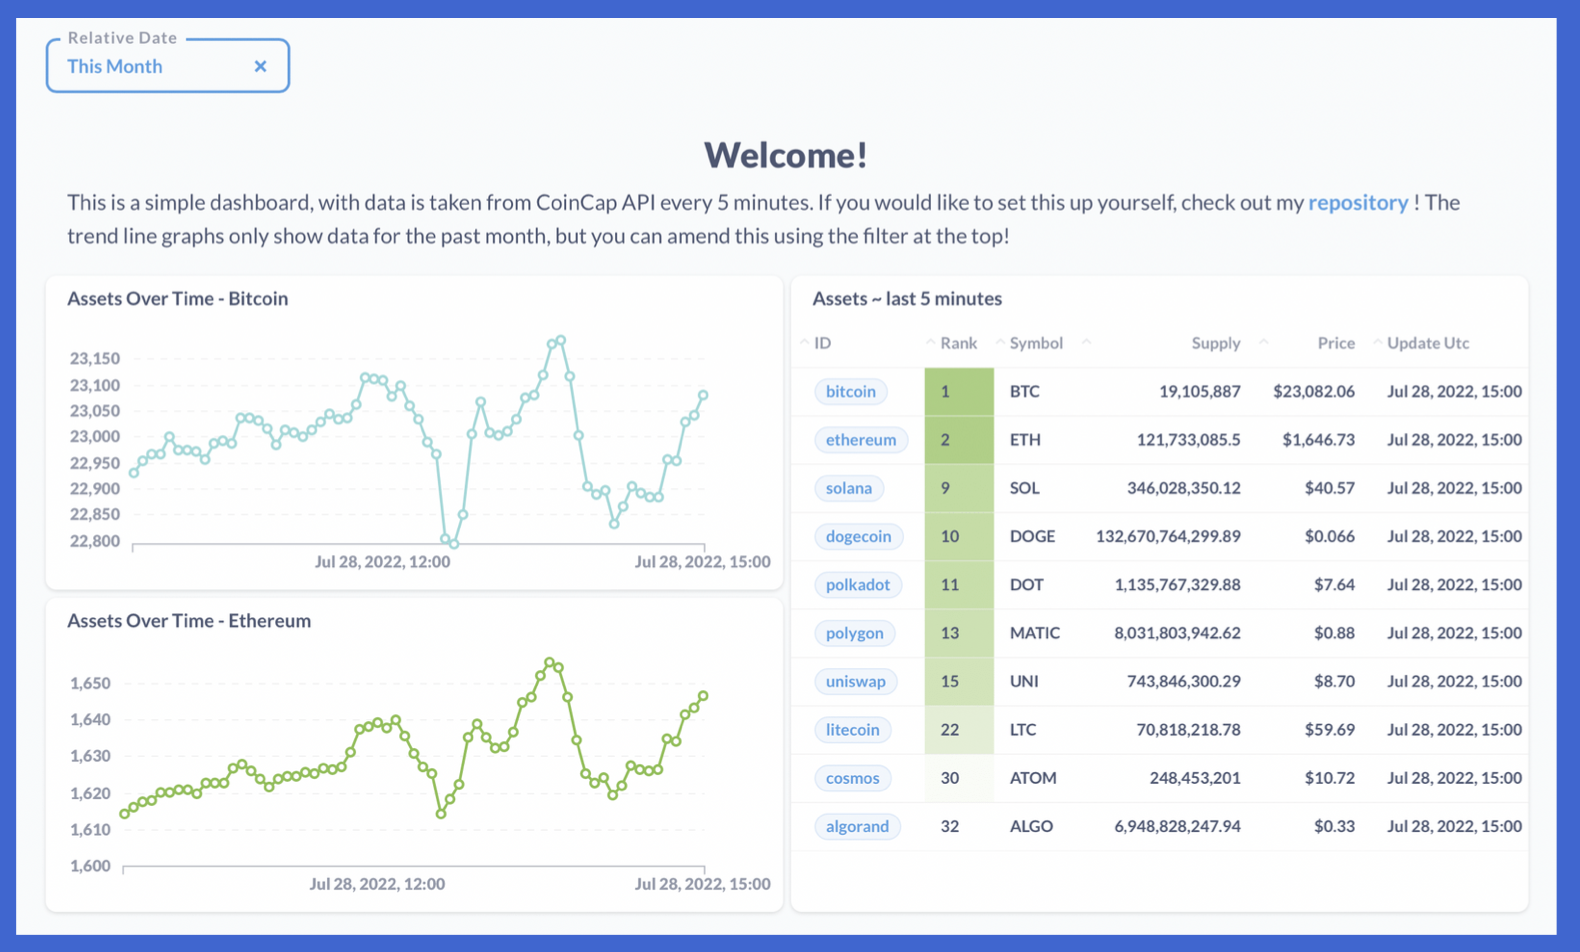 Relative Date
This Month ×
Welcome!
This is a simple dashboard, with data is taken from CoinCap API every 5 minutes. If you would like to set this up yourself, check out my repository ! The
trend line graphs only show data for the past month, but you can amend this using the filter at the top!
Assets Over Time - Bitcoin
23,150
23,100
23,050
23,000
22,950
22,900
22,850
22,800
Jul 28, 2022, 12:00 Jul 28, 2022, 15:00
Assets Over Time - Ethereum
1,650
1,640
1,630
1,620
1,610
1,600
Jul 28, 2022, 12:00 Jul 28, 2022, 15:00
Assets ~ last 5 minutes
ID Rank Symbol Supply Price Update Utc
bitcoin 1 BTC 19,105,887 $23,082.06 Jul 28, 2022, 15:00
ethereum 2 ETH 121,733,085.5 $1,646.73 Jul 28, 2022, 15:00
solana 9 SOL 346,028,350.12 $40.57 Jul 28, 2022, 15:00
dogecoin 10 DOGE 132,670,764,299.89 $0.066 Jul 28, 2022, 15:00
polkadot 11 DOT 1,135,767,329.88 $7.64 Jul 28, 2022, 15:00
polygon 13 MATIC 8,031,803,942.62 $0.88 Jul 28, 2022, 15:00
uniswap 15 UNI 743,846,300.29 $8.70 Jul 28, 2022, 15:00
litecoin 22 LTC 70,818,218.78 $59.69 Jul 28, 2022, 15:00
cosmos 30 ATOM 248,453,201 $10.72 Jul 28, 2022, 15:00
algorand 32 ALGO 6,948,828,247.94 $0.33 Jul 28, 2022, 15:00